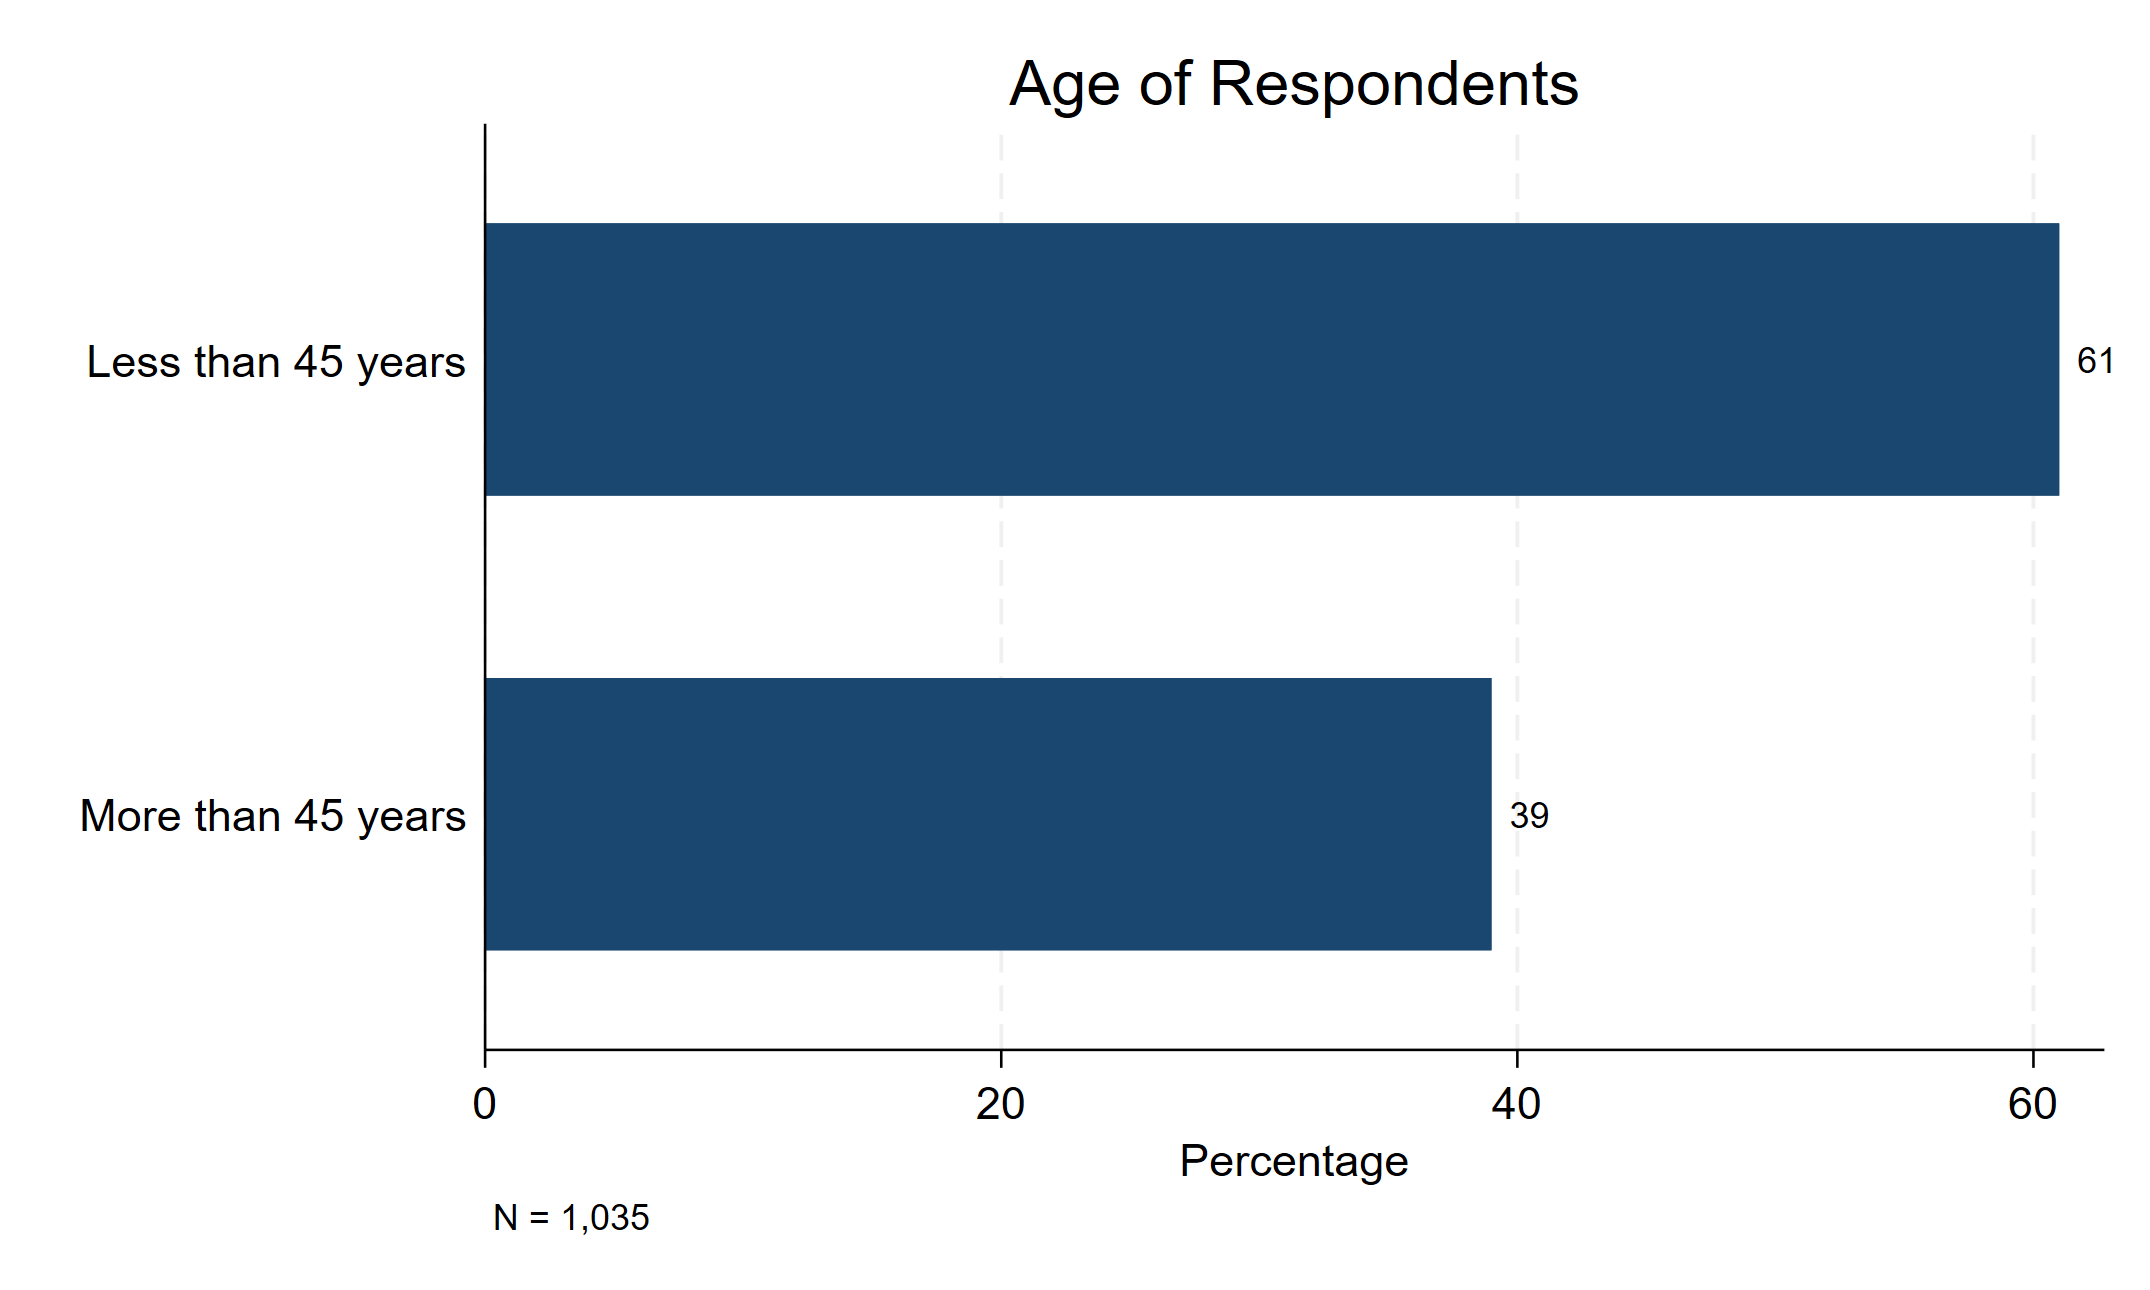 Age of Respondents
Less than 45 years
61
More than 45 years
39
0 20 40 60
Percentage
N = 1,035